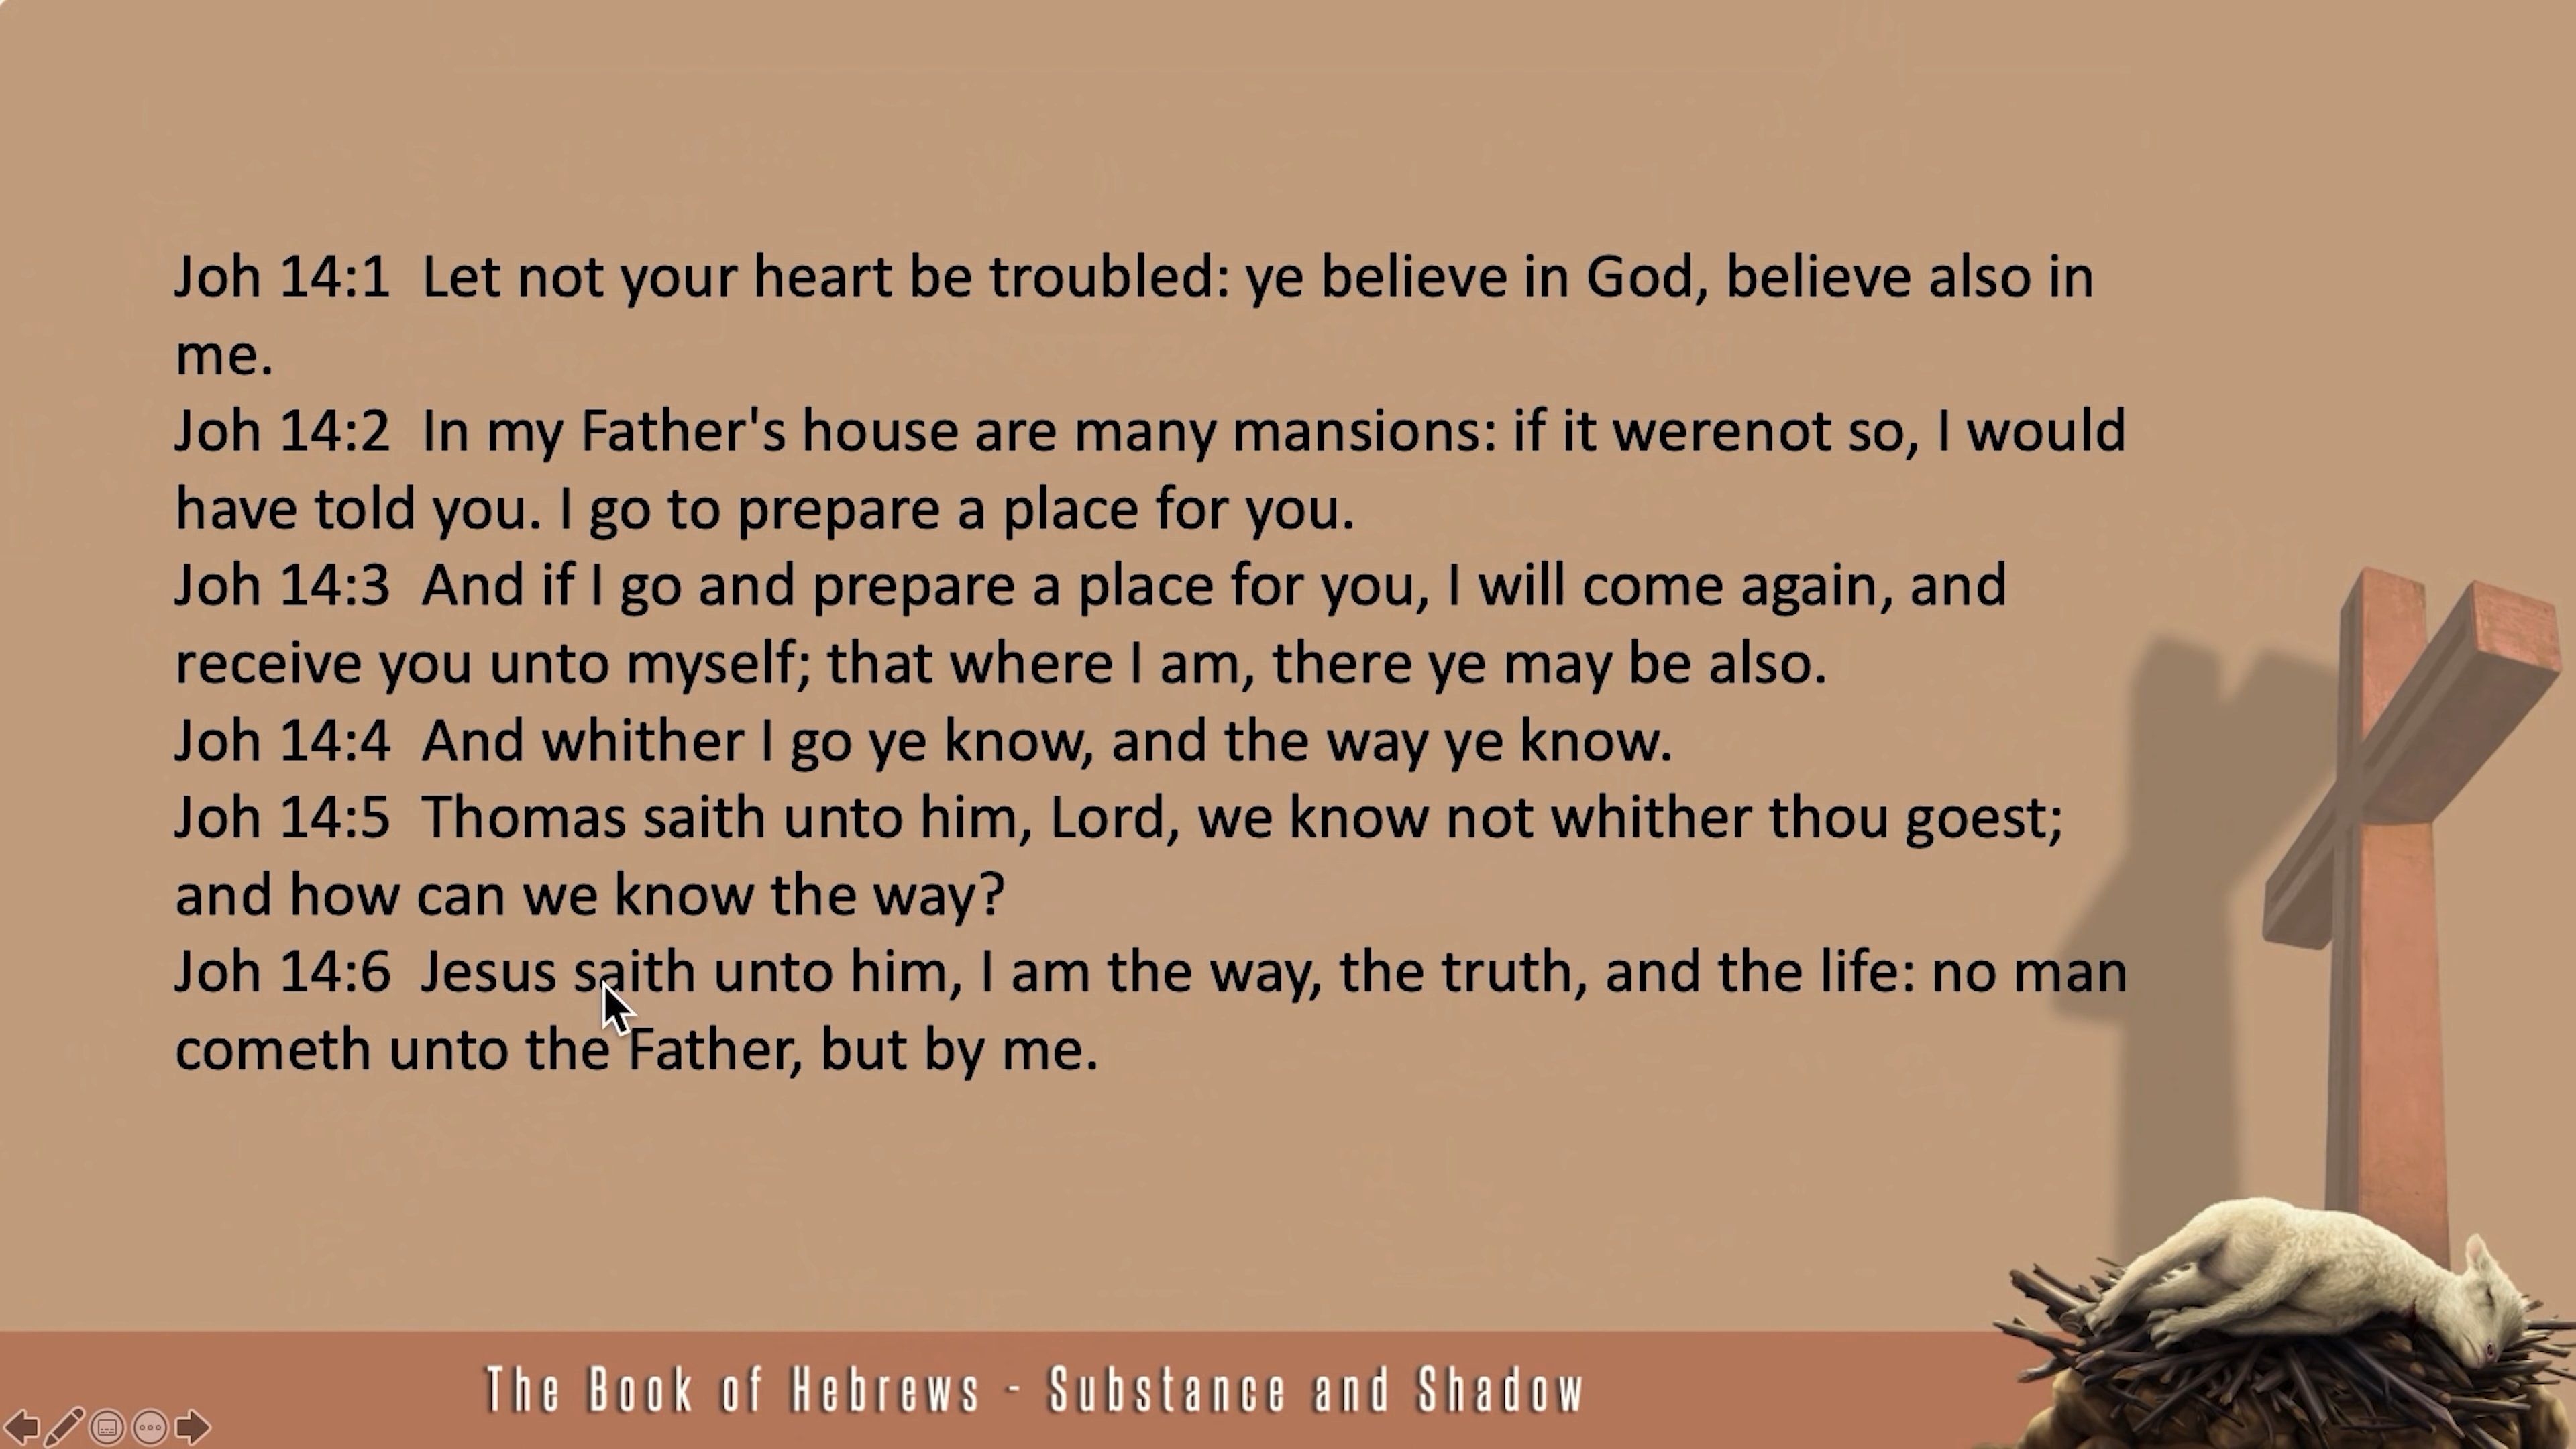 Joh 14:1  Let not your heart be troubled: ye believe in God, believe also in
me.
Joh 14:2  In my Father's house are many mansions: if it werenot so, I would
have told you. I go to prepare a place for you.
Joh 14:3  And if I go and prepare a place for you, I will come again, and
receive you unto myself; that where I am, there ye may be also.
Joh 14:4  And whither I go ye know, and the way ye know.
Joh 14:5  Thomas saith unto him, Lord, we know not whither thou goest;
and how can we know the way?
Joh 14:6  Jesus saith unto him, I am the way, the truth, and the life: no man
cometh unto the Father, but by me.
The Book of Hebrews - Substance and Shadow